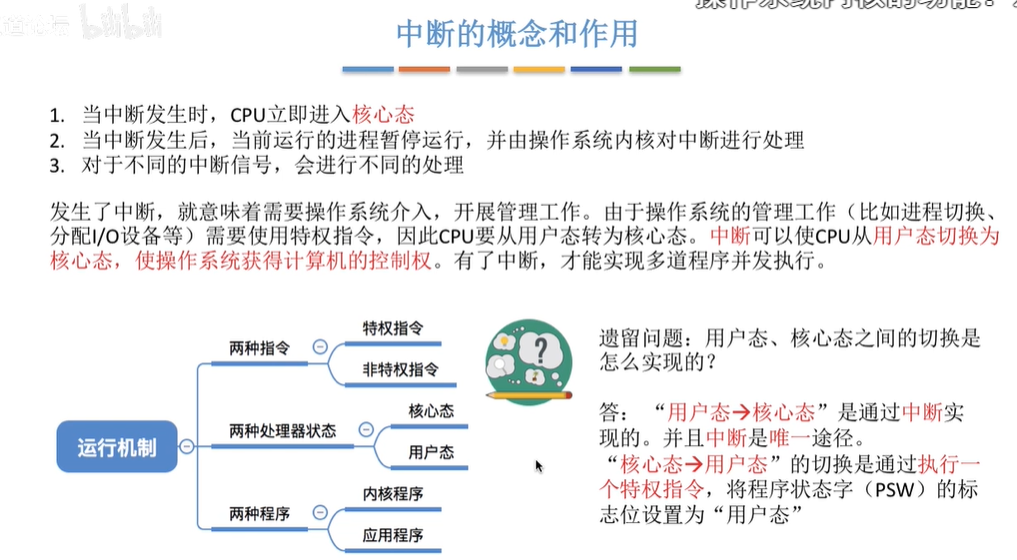 中断的概念和作用
1. 当中断发生时，CPU立即进入核心态
2. 当中断发生后，当前运行的进程暂停运行，并由操作系统内核对中断进行处理
3. 对于不同的中断信号，会进行不同的处理
发生了中断，就意味着需要操作系统介入，开展管理工作。由于操作系统的管理工作（比如进程切换、
分配I/O设备等）需要使用特权指令，因此CPU要从用户态转为核心态。中断可以使CPU从用户态切换为
核心态，使操作系统获得计算机的控制权。有了中断，才能实现多道程序并发执行。
运行机制
两种指令
特权指令
非特权指令
两种处理器状态
核心态
用户态
两种程序
内核程序
应用程序
?
遗留问题：用户态、核心态之间的切换是
怎么实现的？
答： “用户态→核心态”是通过中断实
现的。并且中断是唯一途径。
“核心态→用户态”的切换是通过执行一
个特权指令，将程序状态字（PSW）的标
志位设置为“用户态”